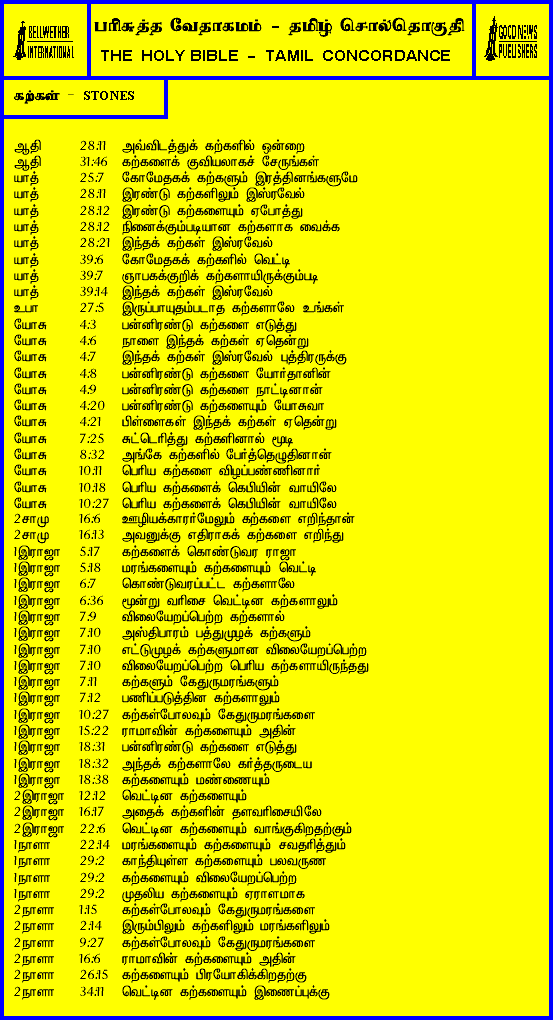 BELLWETHER INTERNATIONAL
பரிசுத்த வேதாகமம் - தமிழ் சொல்தொகுதி
THE HOLY BIBLE - TAMIL CONCORDANCE
GOOD NEWS PUBLISHERS
கற்கள் - STONES
ஆதி 28:11 அவ்விடத்துக் கற்களில் ஒன்றை
ஆதி 31:46 கற்களைக் குவியலாகச் சேருங்கள்
யாத் 25:7 கோமேதகக் கற்களும் இரத்தினங்களுமே
யாத் 28:11 இரண்டு கற்களிலும் இஸ்ரவேல்
யாத் 28:12 இரண்டு கற்களையும் ஏபோத்து
யாத் 28:12 நினைக்கும்படியான கற்களாக வைக்க
யாத் 28:21 இந்தக் கற்கள் இஸ்ரவேல்
யாத் 39:6 கோமேதகக் கற்களில் வெட்டி
யாத் 39:7 ஞாபகக்குறிக் கற்களாயிருக்கும்படி
யாத் 39:14 இந்தக் கற்கள் இஸ்ரவேல்
உபா 27:5 இருப்பாயுதம்படாத கற்களாலே உங்கள்
யோசு 4:3 பன்னிரண்டு கற்களை எடுத்து
யோசு 4:6 நாளை இந்தக் கற்கள் ஏதென்று
யோசு 4:7 இந்தக் கற்கள் இஸ்ரவேல் புத்திரருக்கு
யோசு 4:8 பன்னிரண்டு கற்களை யோர்தானின்
யோசு 4:9 பன்னிரண்டு கற்களை நாட்டினான்
யோசு 4:20 பன்னிரண்டு கற்களையும் யோசுவா
யோசு 4:21 பிள்ளைகள் இந்தக் கற்கள் ஏதென்று
யோசு 7:25 சுட்டெரித்து கற்களினால் மூடி
யோசு 8:32 அங்கே கற்களில் பேர்த்தெழுதினான்
யோசு 10:11 பெரிய கற்களை விழப்பண்ணினார்
யோசு 10:18 பெரிய கற்களைக் கெபியின் வாயிலே
யோசு 10:27 பெரிய கற்களைக் கெபியின் வாயிலே
2சாமு 16:6 ஊழியக்காரர்மேலும் கற்களை எறிந்தான்
2சாமு 16:13 அவனுக்கு எதிராகக் கற்களை எறிந்து
1இராஜா 5:17 கற்களைக் கொண்டுவர ராஜா
1இராஜா 5:18 மரங்களையும் கற்களையும் வெட்டி
1இராஜா 6:7 கொண்டுவரப்பட்ட கற்களாலே
1இராஜா 6:36 மூன்று வரிசை வெட்டின கற்களாலும்
1இராஜா 7:9 விலையேறப்பெற்ற கற்களால்
1இராஜா 7:10 அஸ்திபாரம் பத்துமுழக் கற்களும்
1இராஜா 7:10 எட்டுமுழக் கற்களுமான விலையேறப்பெற்ற
1இராஜா 7:10 விலையேறப்பெற்ற பெரிய கற்களாயிருந்தது
1இராஜா 7:11 கற்களும் கேதுருமரங்களும்
1இராஜா 7:12 பணிப்படுத்தின கற்களாலும்
1இராஜா 10:27 கற்கள்போலவும் கேதுருமரங்களை
1இராஜா 15:22 ராமாவின் கற்களையும் அதின்
1இராஜா 18:31 பன்னிரண்டு கற்களை எடுத்து
1இராஜா 18:32 அந்தக் கற்களாலே கர்த்தருடைய
1இராஜா 18:38 கற்களையும் மண்ணையும்
2இராஜா 12:12 வெட்டின கற்களையும்
2இராஜா 16:17 அதைக் கற்களின் தளவரிசையிலே
2இராஜா 22:6 வெட்டின கற்களையும் வாங்குகிறதற்கும்
1நாளா 22:14 மரங்களையும் கற்களையும் சவதரித்தும்
1நாளா 29:2 காந்தியுள்ள கற்களையும் பலவருண
1நாளா 29:2 கற்களையும் விலையேறப்பெற்ற
1நாளா 29:2 முதலிய கற்களையும் ஏராளமாக
2நாளா 1:15 கற்கள்போலவும் கேதுருமரங்களை
2நாளா 2:14 இரும்பிலும் கற்களிலும் மரங்களிலும்
2நாளா 9:27 கற்கள்போலவும் கேதுருமரங்களை
2நாளா 16:6 ராமாவின் கற்களையும் அதின்
2நாளா 26:15 கற்களையும் பிரயோகிக்கிறதற்கு
2நாளா 34:11 வெட்டின கற்களையும் இணைப்புக்கு